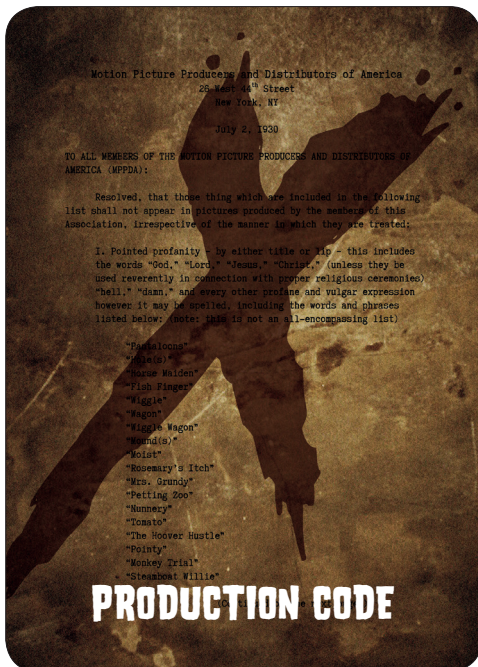 Motion Picture Producers and Distributors of America
26 West 44th Street
New York, NY
July 2, 1930
TO ALL MEMBERS OF THE MOTION PICTURE PRODUCERS AND DISTRIBUTORS OF
AMERICA (MPPDA):
Resolved, that those thing which are included in the following
list shall not appear in pictures produced by the members of this
Association, irrespective of the manner in which they are treated:
I. Pointed profanity – by either title or lip – this includes
the words “God,” “Lord,” “Jesus,” “Christ,” (unless they be
used reverently in connection with proper religious ceremonies)
“hell,” “damn,” and every other profane and vulgar expression
however it may be spelled, including the words and phrases
listed below: (note: this is not an all-encompassing list)
“Pantaloons”
“Hole(s)”
“Horse Maiden”
“Fish Finger”
“Wiggle”
“Wagon”
“Wiggle Wagon”
“Mound(s)”
“Moist”
“Rosemary’s Itch”
“Mrs. Grundy”
“Petting Zoo”
“Nunnery”
“Tomato”
“The Hoover Hustle”
“Pointy”
“Monkey Trial”
“Steamboat Willie”
PRODUCTION CODE